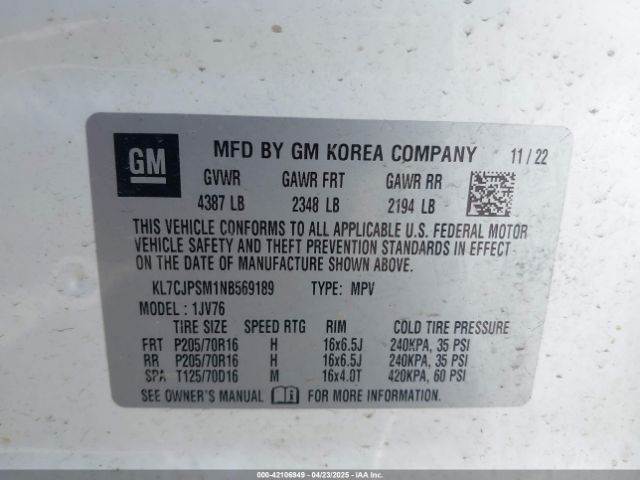 GM
MFD BY GM KOREA COMPANY 11 / 22
GVWR GAWR FRT GAWR RR
4387 LB 2348 LB 2194 LB
THIS VEHICLE CONFORMS TO ALL APPLICABLE U.S. FEDERAL MOTOR
VEHICLE SAFETY AND THEFT PREVENTION STANDARDS IN EFFECT
ON DATE OF MANUFACTURE SHOWN ABOVE.
KL7CJPSM1NB569189 TYPE: MPV
MODEL : 1JV76
TIRE SIZE SPEED RTG RIM COLD TIRE PRESSURE
FRT P205/70R16 H 16x6.5J 240KPA, 35 PSI
RR P205/70R16 H 16x6.5J 240KPA, 35 PSI
SPA T125/70D16 M 16x4.0T 420KPA, 60 PSI
SEE OWNER'S MANUAL FOR MORE INFORMATION.
000-42106949 - 04/23/2025 - IAAI.COM